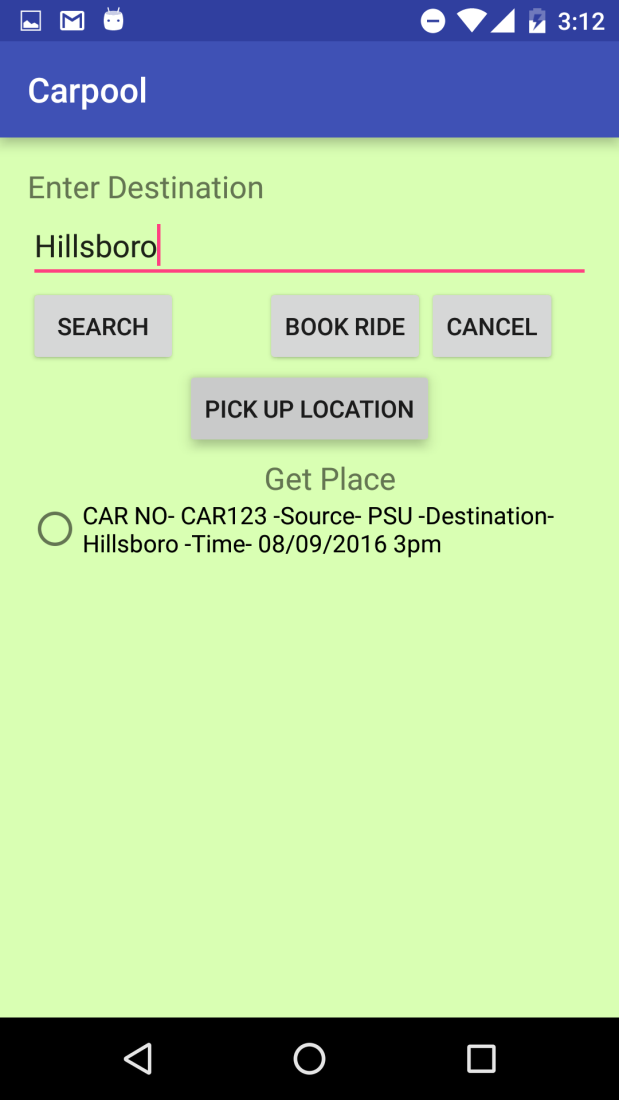 3:12
Carpool
Enter Destination
Hillsboro
SEARCH
BOOK RIDE
CANCEL
PICK UP LOCATION
Get Place
CAR NO- CAR123 -Source- PSU -Destination-
Hillsboro -Time- 08/09/2016 3pm